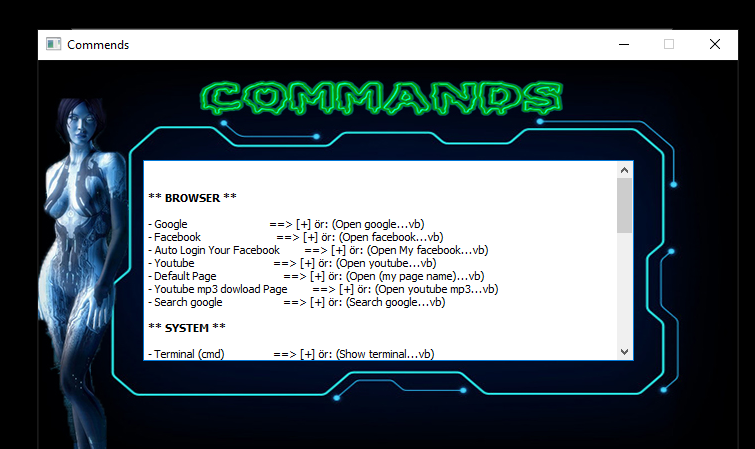 Commends
COMMANDS
** BROWSER **
- Google ==> [+] ör: (Open google...vb)
- Facebook ==> [+] ör: (Open facebook...vb)
- Auto Login Your Facebook ==> [+] ör: (Open My facebook...vb)
- Youtube ==> [+] ör: (Open youtube...vb)
- Default Page ==> [+] ör: (Open (my page name)...vb)
- Youtube mp3 dowload Page ==> [+] ör: (Open youtube mp3...vb)
- Search google ==> [+] ör: (Search google...vb)
** SYSTEM **
- Terminal (cmd) ==> [+] ör: (Show terminal...vb)